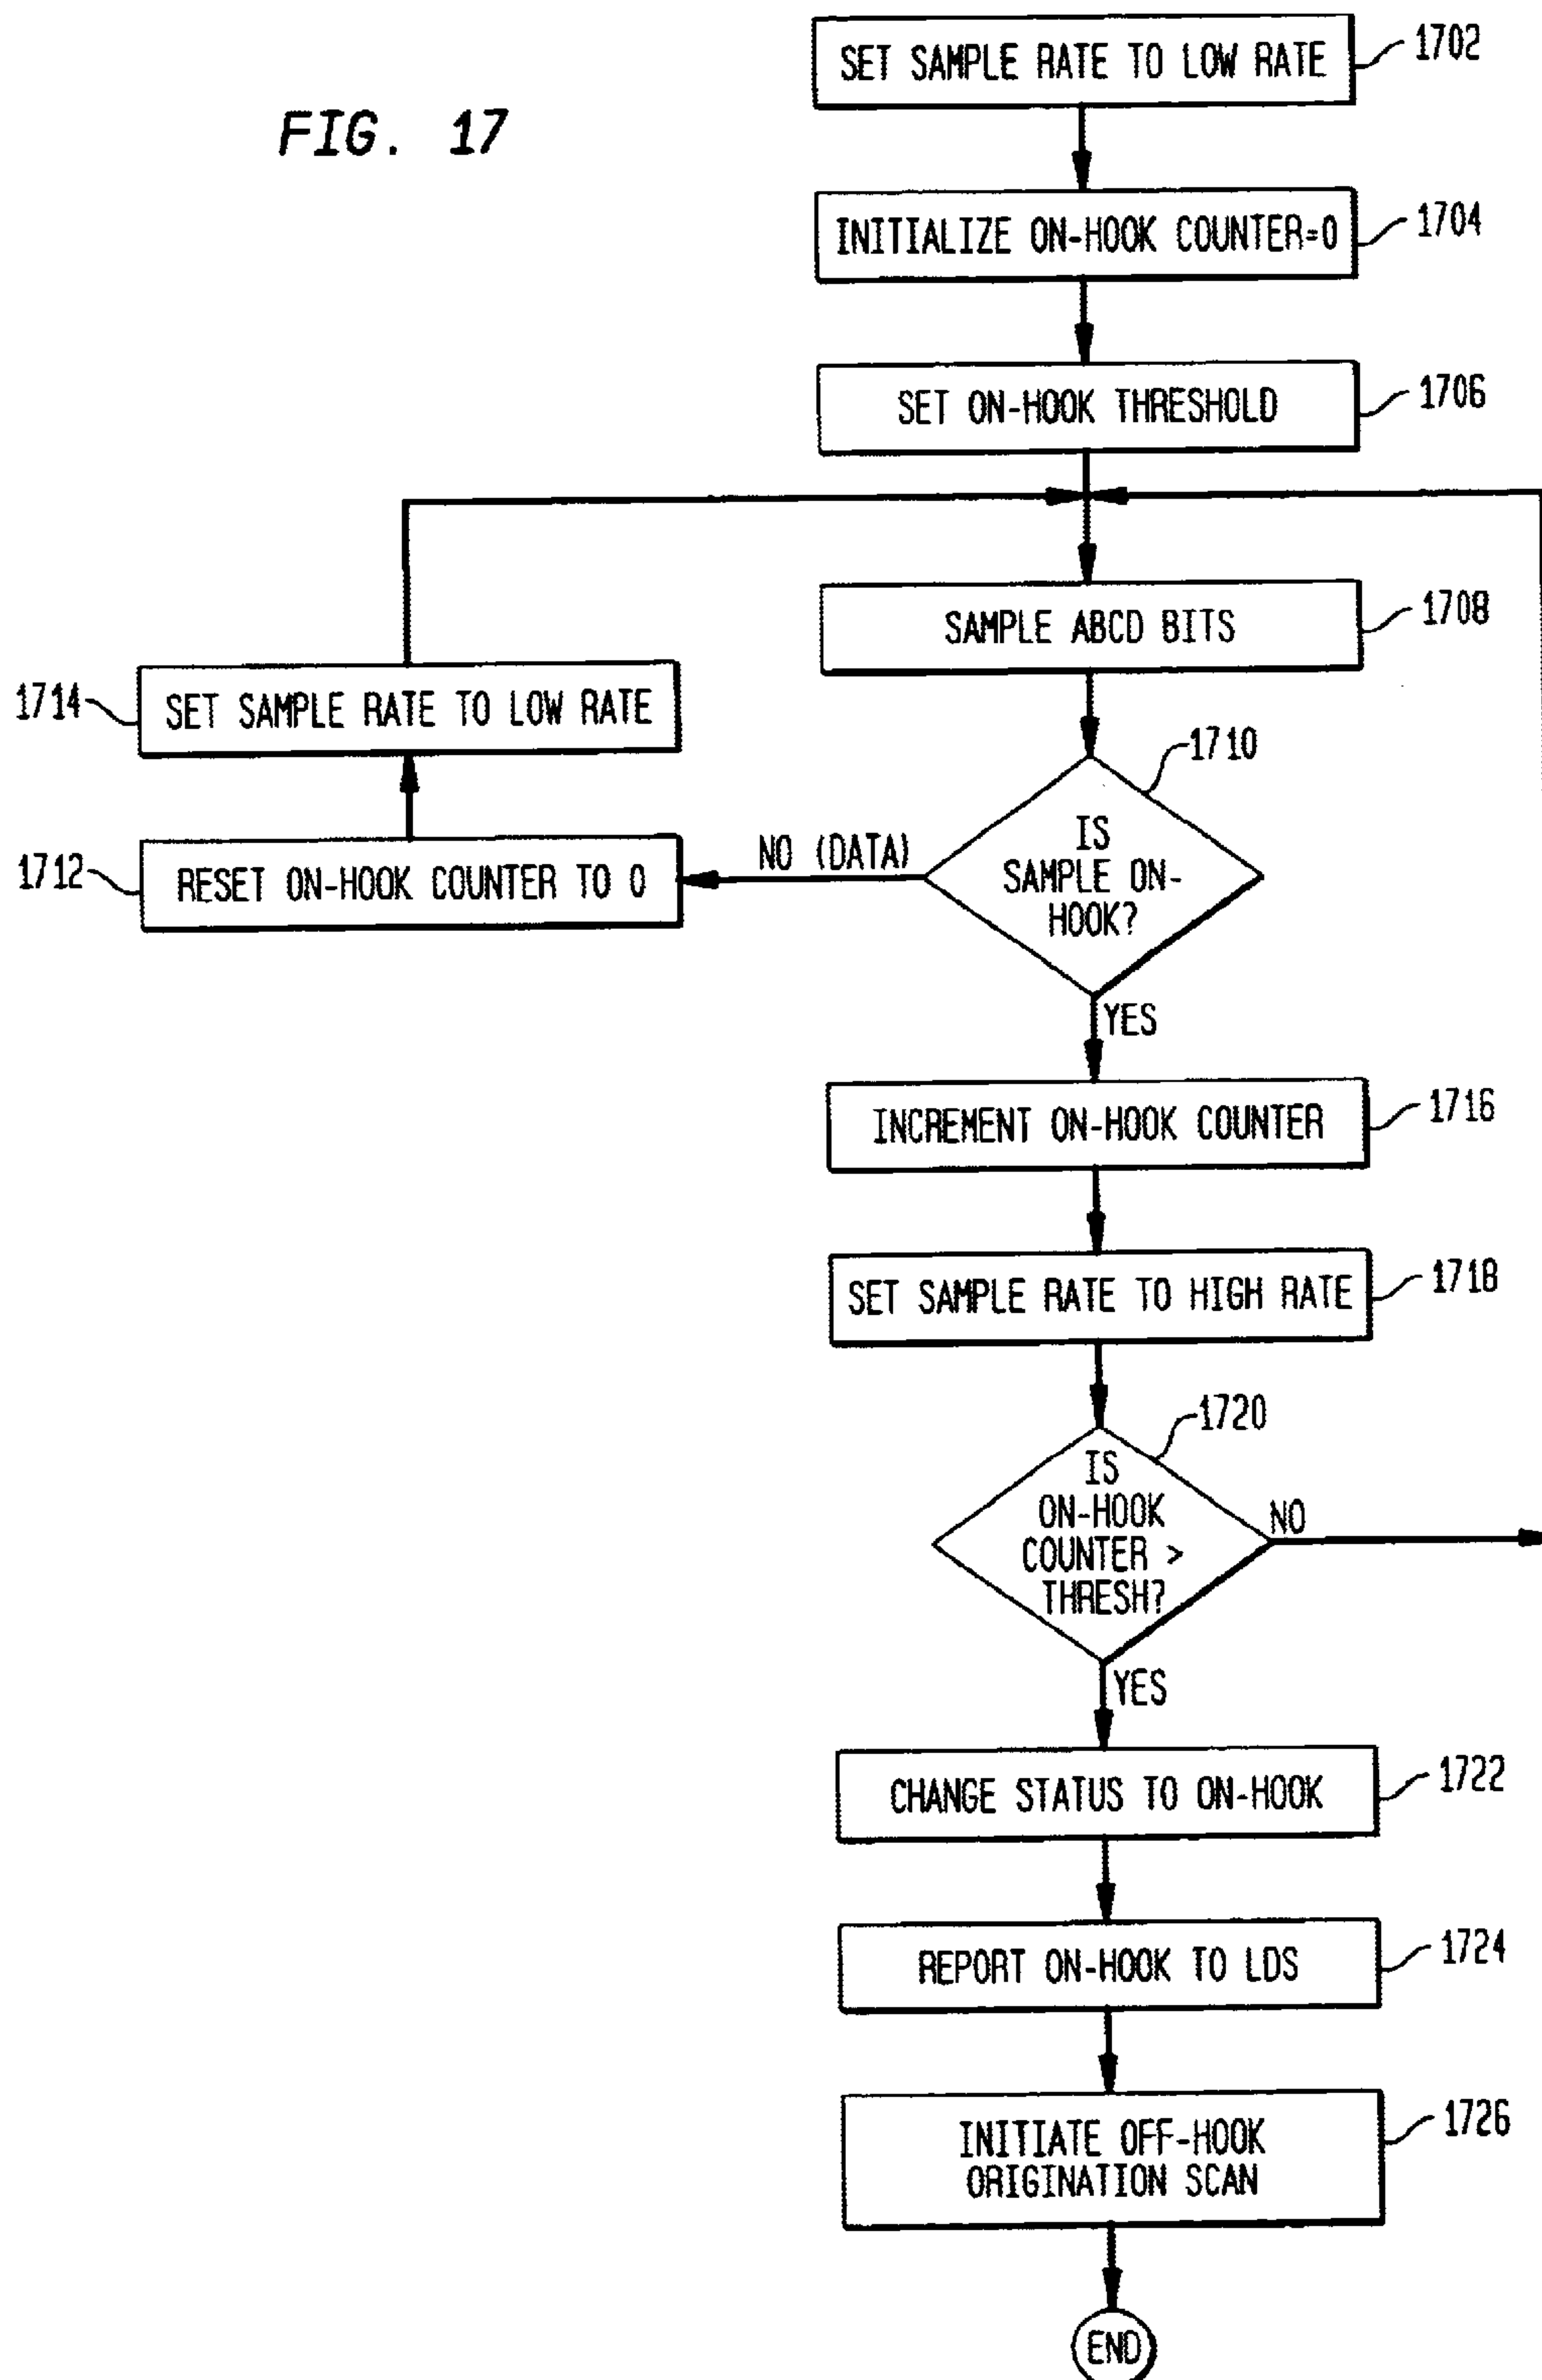 FIG. 17
SET SAMPLE RATE TO LOW RATE
1702
INITIALIZE ON-HOOK COUNTER=0
1704
SET ON-HOOK THRESHOLD
1706
SAMPLE ABCD BITS
1708
1714
SET SAMPLE RATE TO LOW RATE
1710
IS
SAMPLE ON-
HOOK?
NO (DATA)
1712
RESET ON-HOOK COUNTER TO 0
YES
INCREMENT ON-HOOK COUNTER
1716
SET SAMPLE RATE TO HIGH RATE
1718
1720
IS
ON-HOOK
COUNTER >
THRESH?
NO
YES
CHANGE STATUS TO ON-HOOK
1722
REPORT ON-HOOK TO LDS
1724
INITIATE OFF-HOOK
ORIGINATION SCAN
1726
END